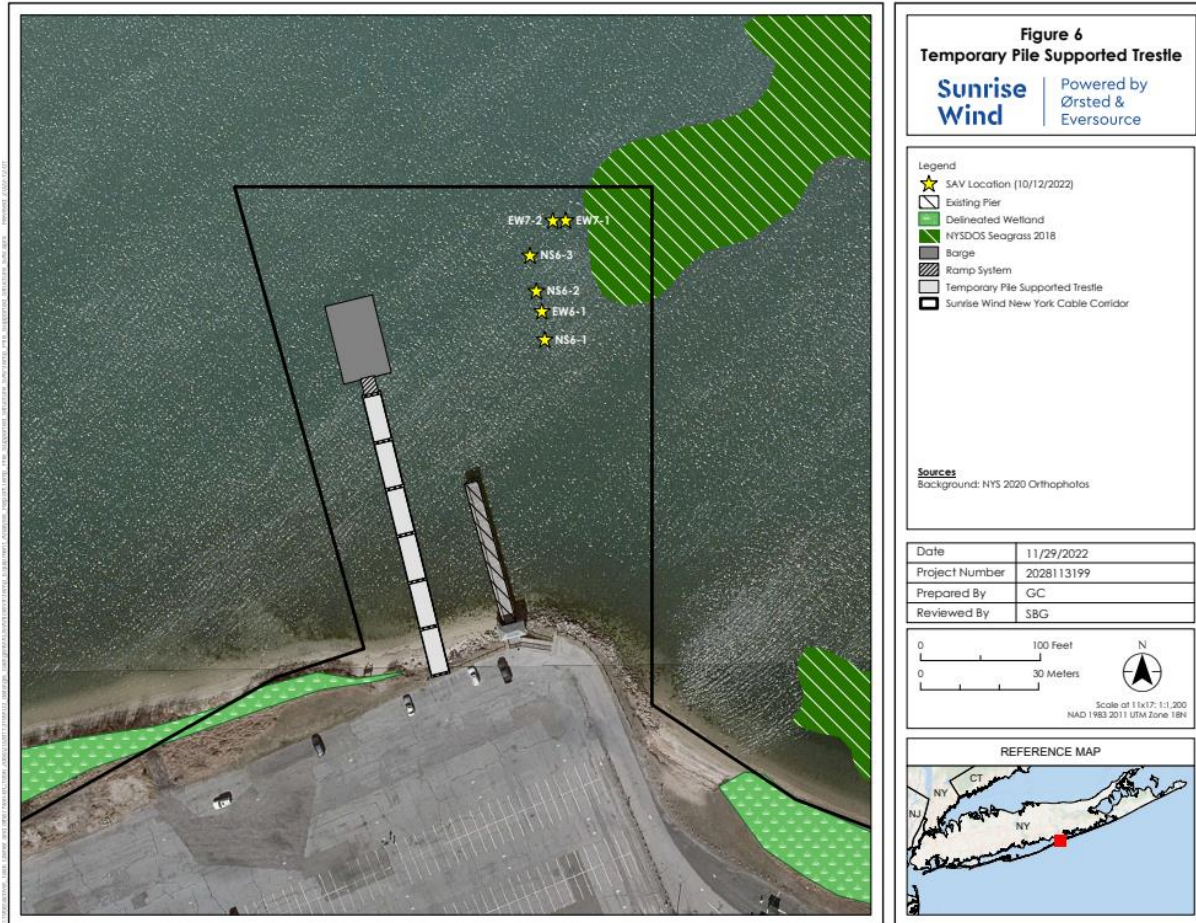 Figure 6
Temporary Pile Supported Trestle
Sunrise
Wind
Powered by
Ørsted &
Eversource
Legend
SAV Location (10/12/2022)
Existing Pier
Delineated Wetland
NYSDOS Seagrass 2018
Barge
Ramp System
Temporary Pile Supported Trestle
Sunrise Wind New York Cable Corridor
Sources
Background: NYS 2020 Orthophotos
Date 11/29/2022
Project Number 2028113199
Prepared By GC
Reviewed By SBG
0 100 Feet
0 30 Meters
N
Scale at 11x17: 1:1,200
NAD 1983 2011 UTM Zone 18N
REFERENCE MAP
NY
CT
NJ
NY
EW7-2
EW7-1
NS6-3
NS6-2
EW6-1
NS6-1